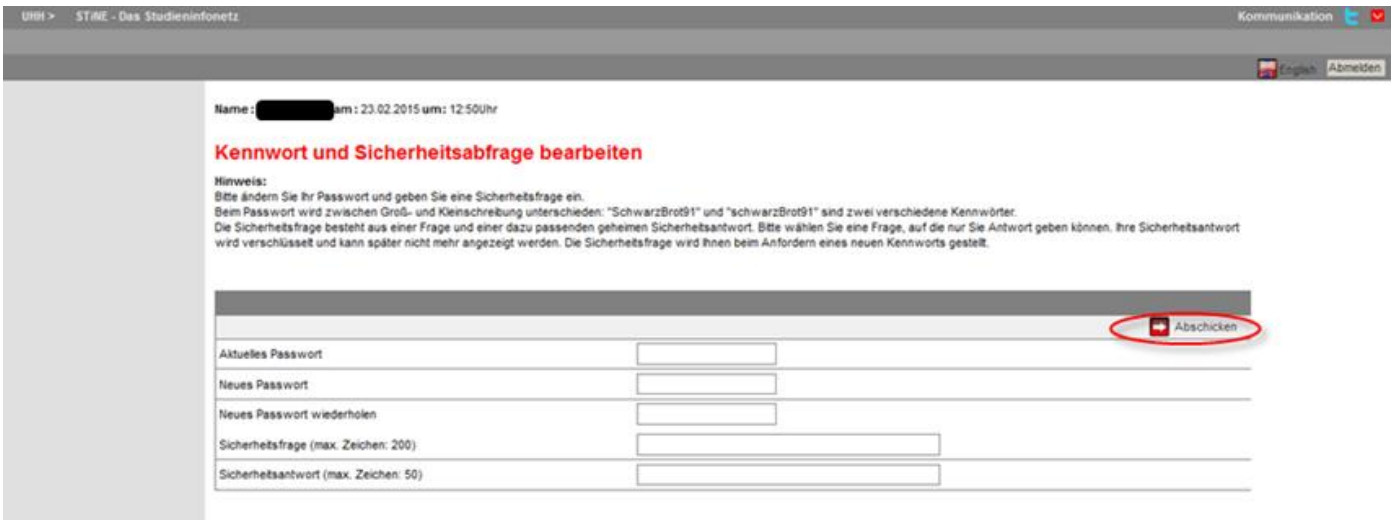 UHH > STiNE - Das Studieninfonetz
Kommunikation
English Abmelden
Name : am : 23.02.2015 um: 12:50Uhr
Kennwort und Sicherheitsabfrage bearbeiten
Hinweis:
Bitte ändern Sie Ihr Passwort und geben Sie eine Sicherheitsfrage ein.
Beim Passwort wird zwischen Groß- und Kleinschreibung unterschieden: "SchwarzBrot91" und "schwarzBrot91" sind zwei verschiedene Kennwörter.
Die Sicherheitsfrage besteht aus einer Frage und einer dazu passenden geheimen Sicherheitsantwort. Bitte wählen Sie eine Frage, auf die nur Sie Antwort geben können. Ihre Sicherheitsantwort
wird verschlüsselt und kann später nicht mehr angezeigt werden. Die Sicherheitsfrage wird Ihnen beim Anfordern eines neuen Kennworts gestellt.
Abschicken
Aktuelles Passwort
Neues Passwort
Neues Passwort wiederholen
Sicherheitsfrage (max. Zeichen: 200)
Sicherheitsantwort (max. Zeichen: 50)